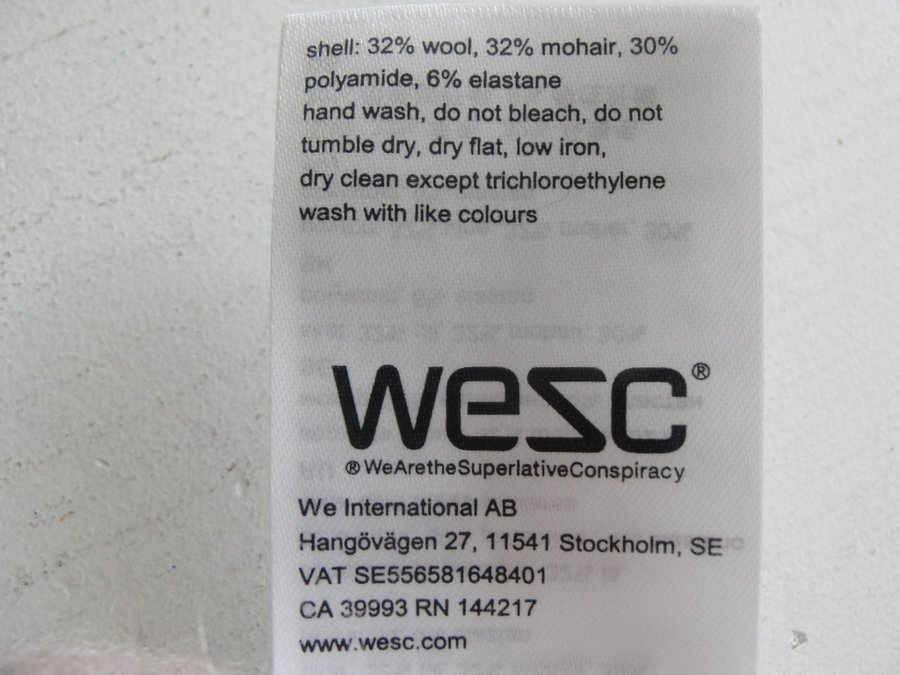 shell: 32% wool, 32% mohair, 30%
polyamide, 6% elastane
hand wash, do not bleach, do not
tumble dry, dry flat, low iron,
dry clean except trichloroethylene
wash with like colours
wesc®
® WeAretheSuperlativeConspiracy
We International AB
Hangövägen 27, 11541 Stockholm, SE
VAT SE556581648401
CA 39993 RN 144217
www.wesc.com